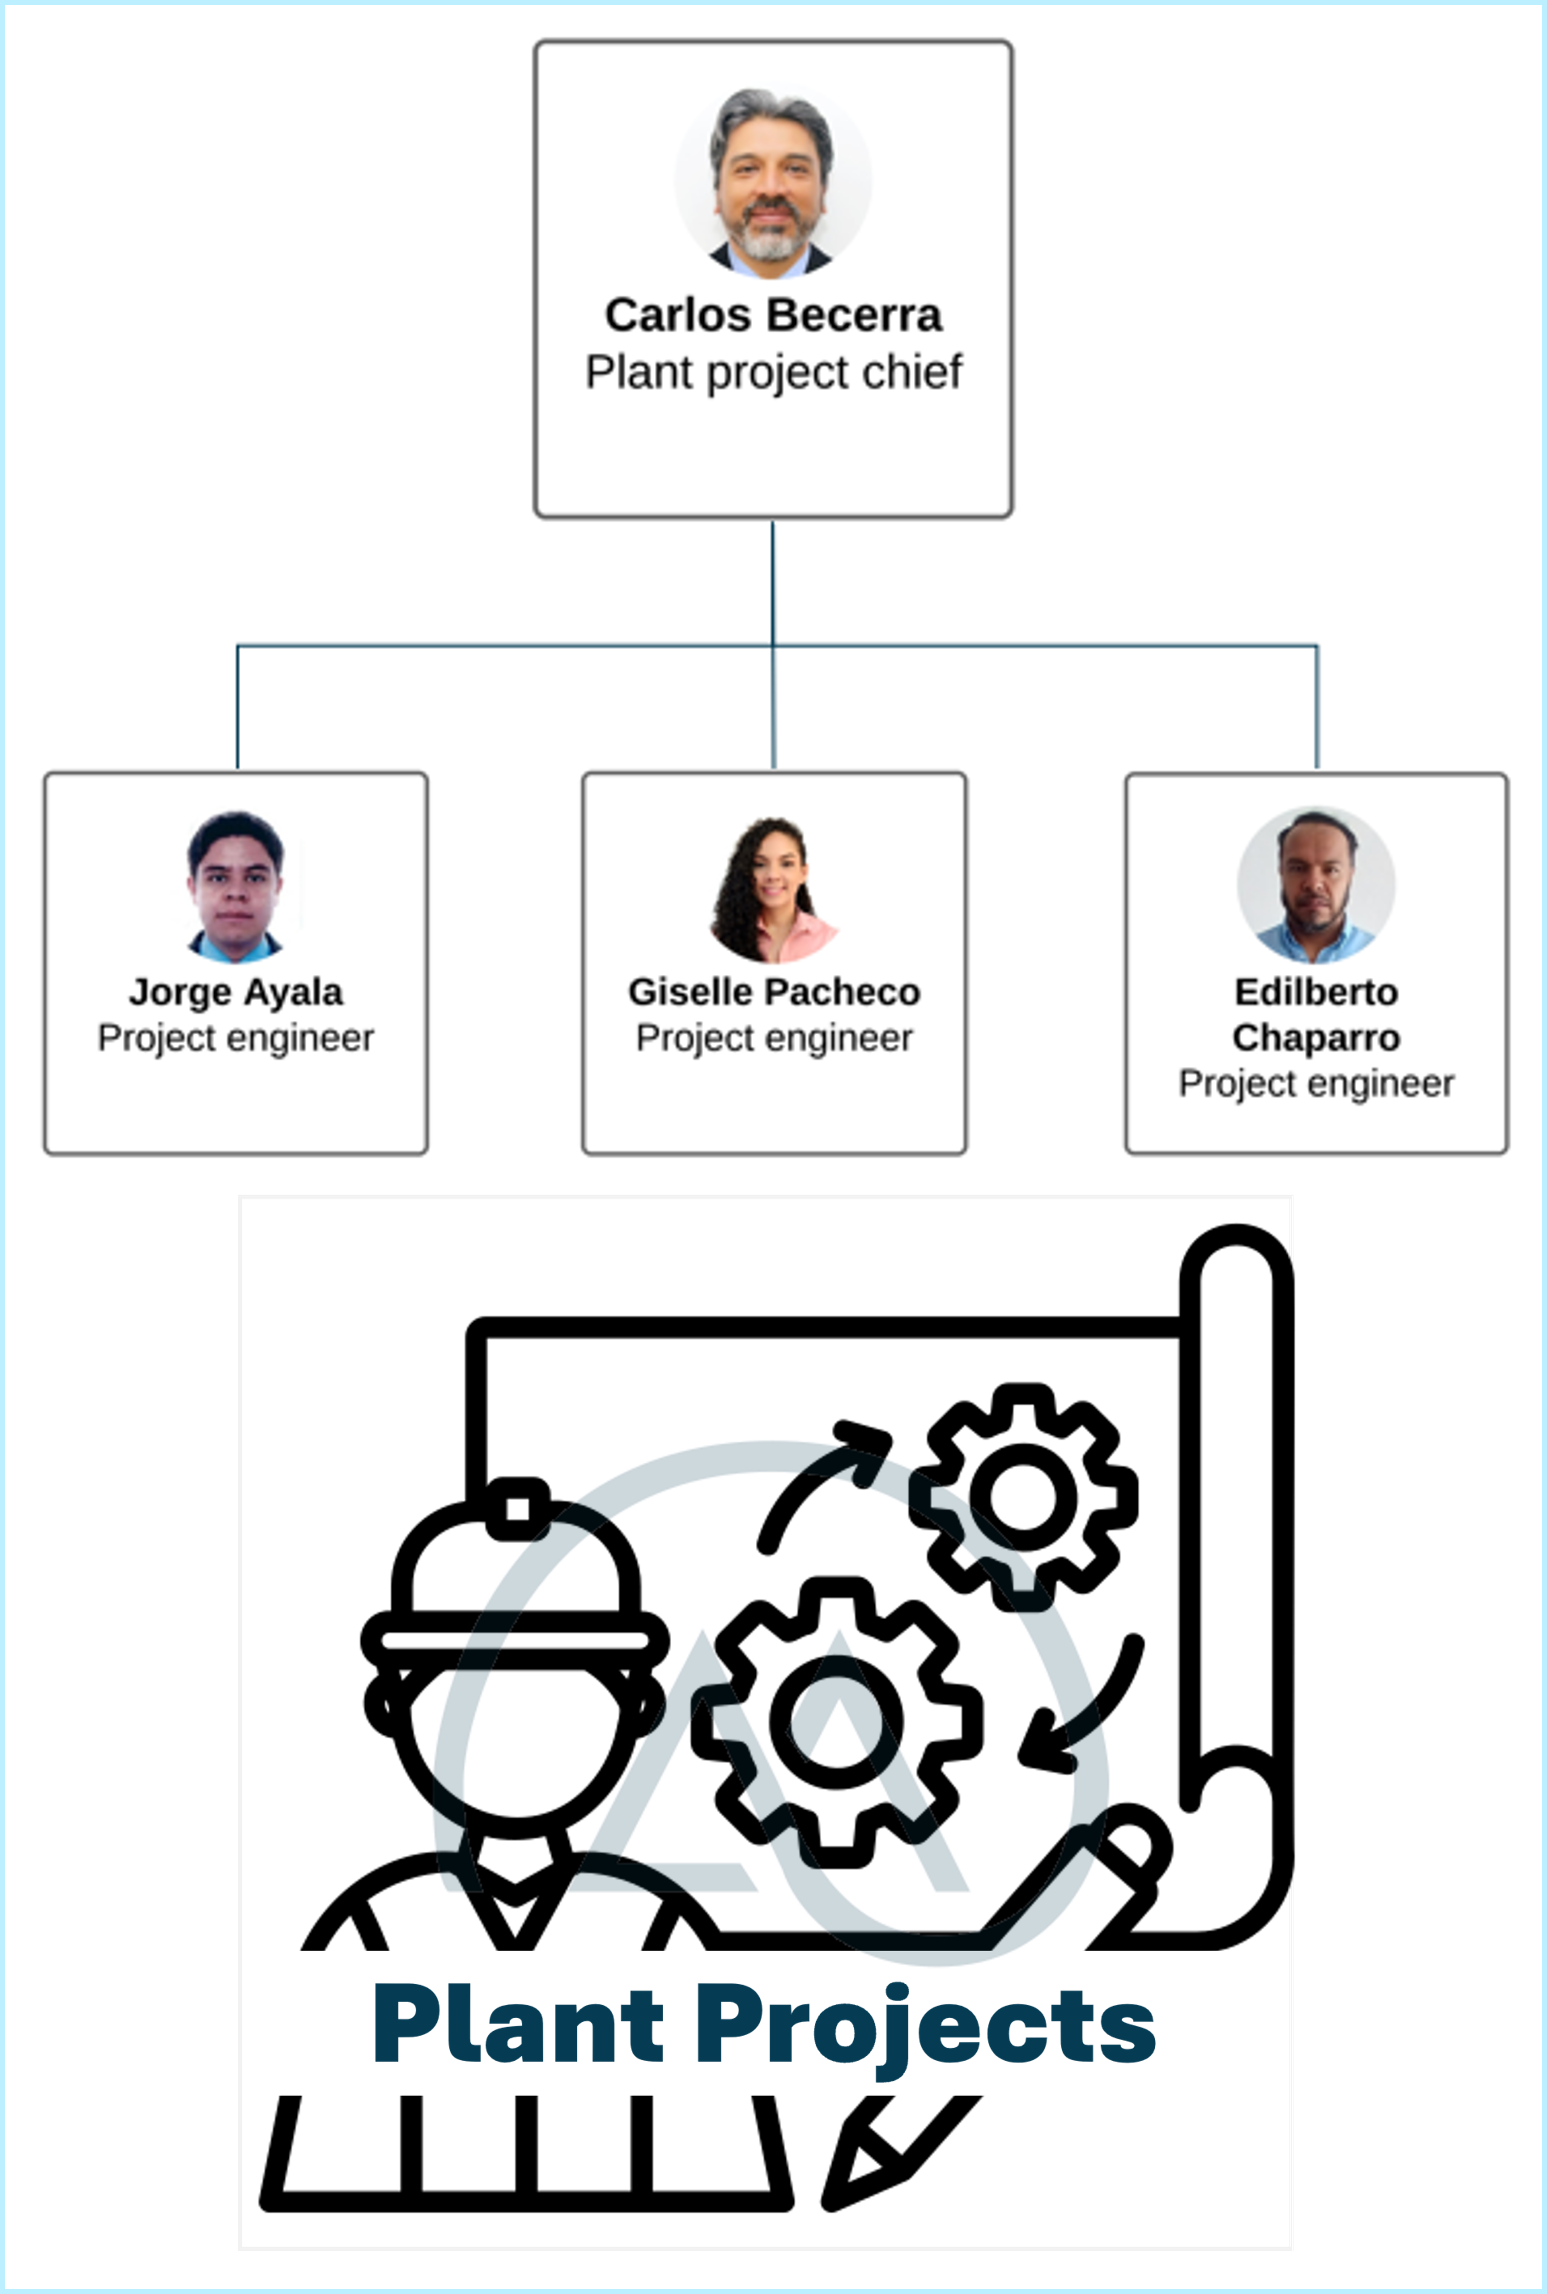 Carlos Becerra
Plant project chief
Jorge Ayala
Project engineer
Giselle Pacheco
Project engineer
Edilberto
Chaparro
Project engineer
Plant Projects